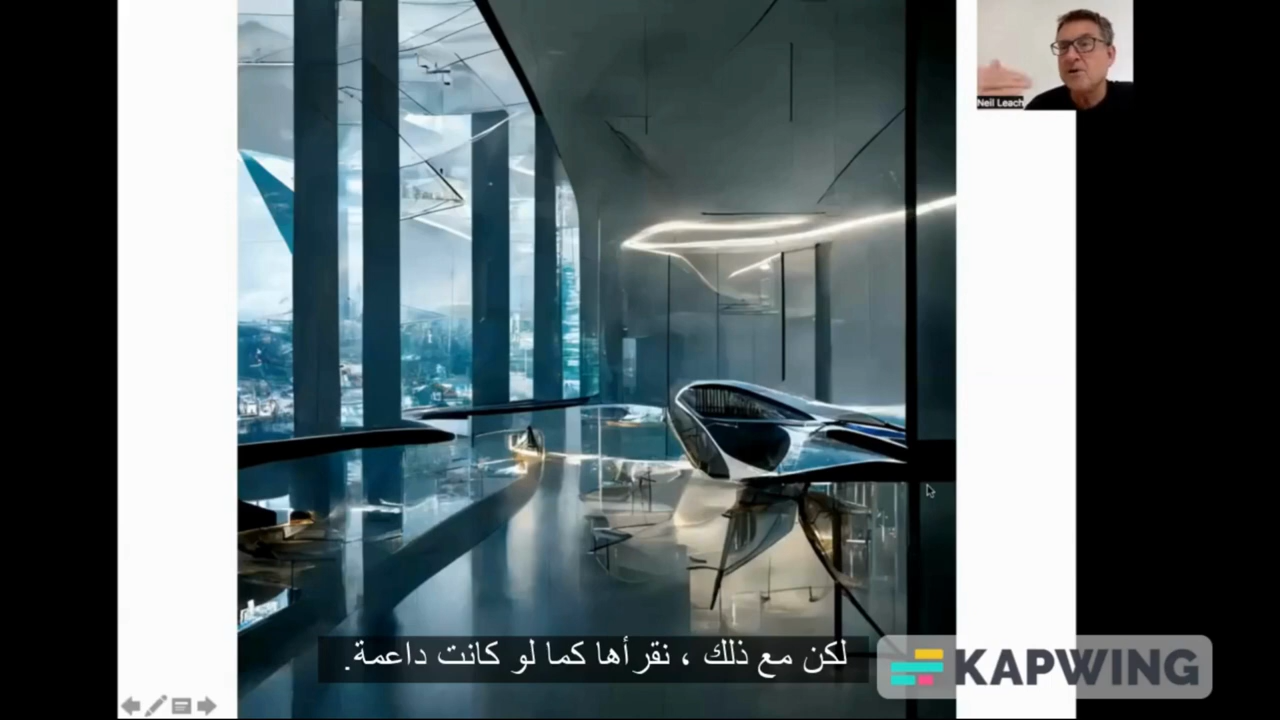 Neil Leach
لكن مع ذلك ، نقرأها كما لو كانت داعمة.
KAPWING